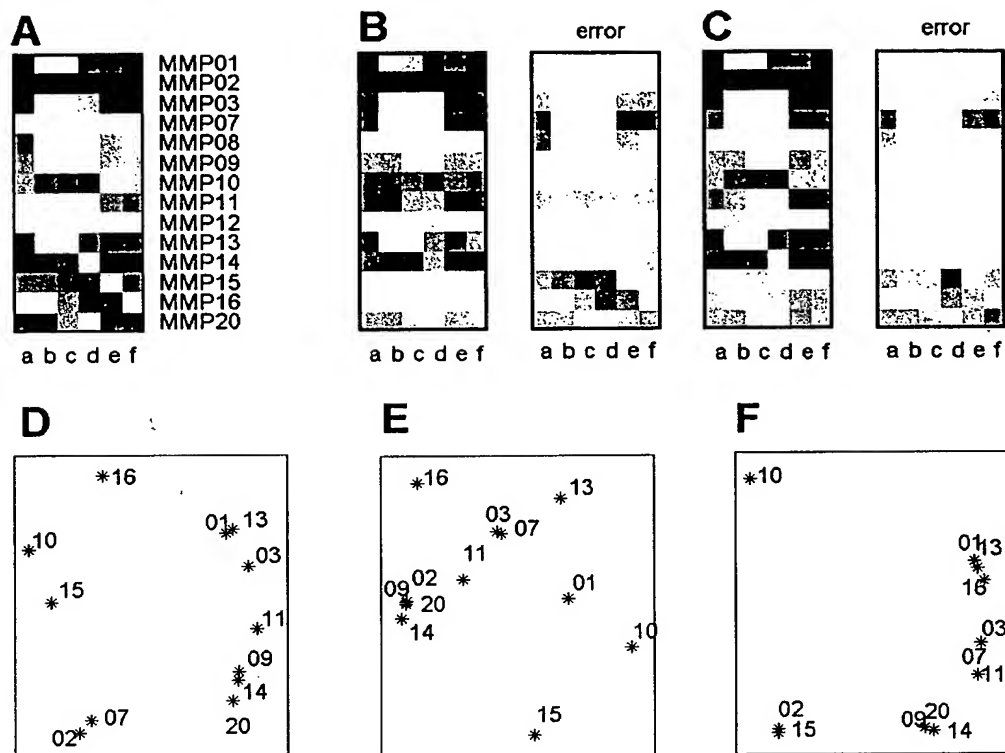 A
B
error
C
error
MMP01
MMP02
MMP03
MMP07
MMP08
MMP09
MMP10
MMP11
MMP12
MMP13
MMP14
MMP15
MMP16
MMP20
a b c d e f
a b c d e f
a b c d e f
a b c d e f
a b c d e f
D
16
01 13
10
03
15
11
09
14
20
07
02
E
16
13
03
07
11
09 02
20
14
01
10
15
F
10
01
13
16
03
07
11
02
15
09 20
14